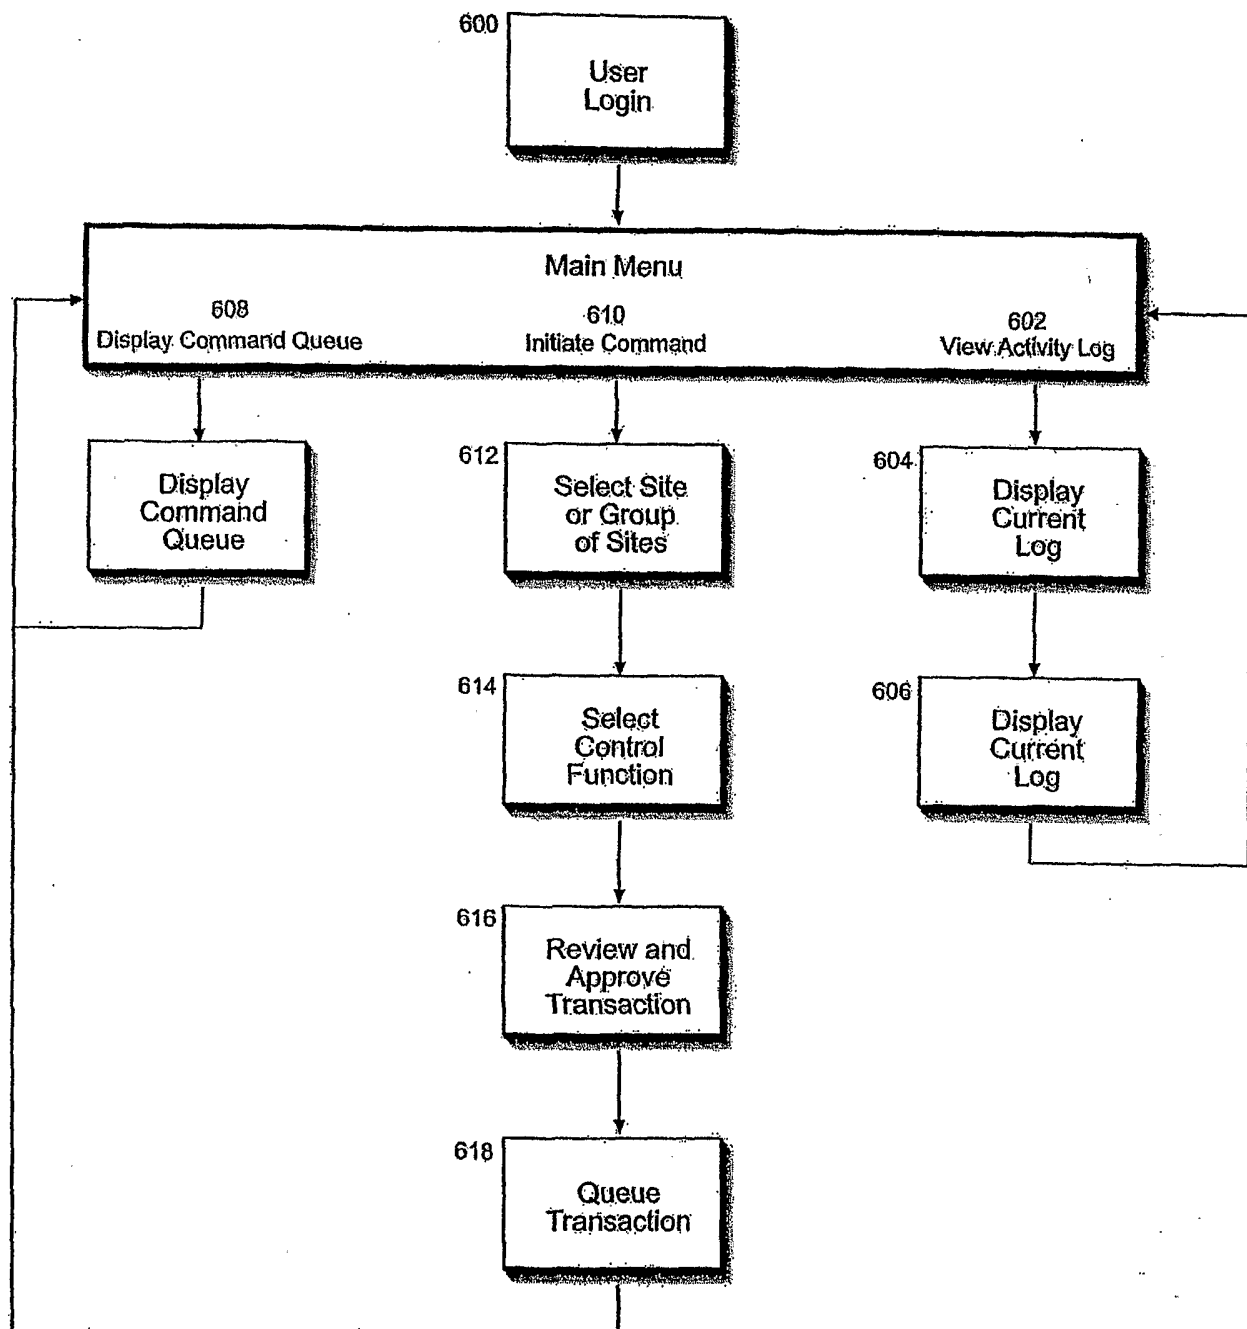 600
User
Login
Main Menu
608
Display Command Queue
610
Initiate Command
602
View Activity Log
Display
Command
Queue
612
Select Site
or Group
of Sites
604
Display
Current
Log
614
Select
Control
Function
606
Display
Current
Log
616
Review and
Approve
Transaction
618
Queue
Transaction